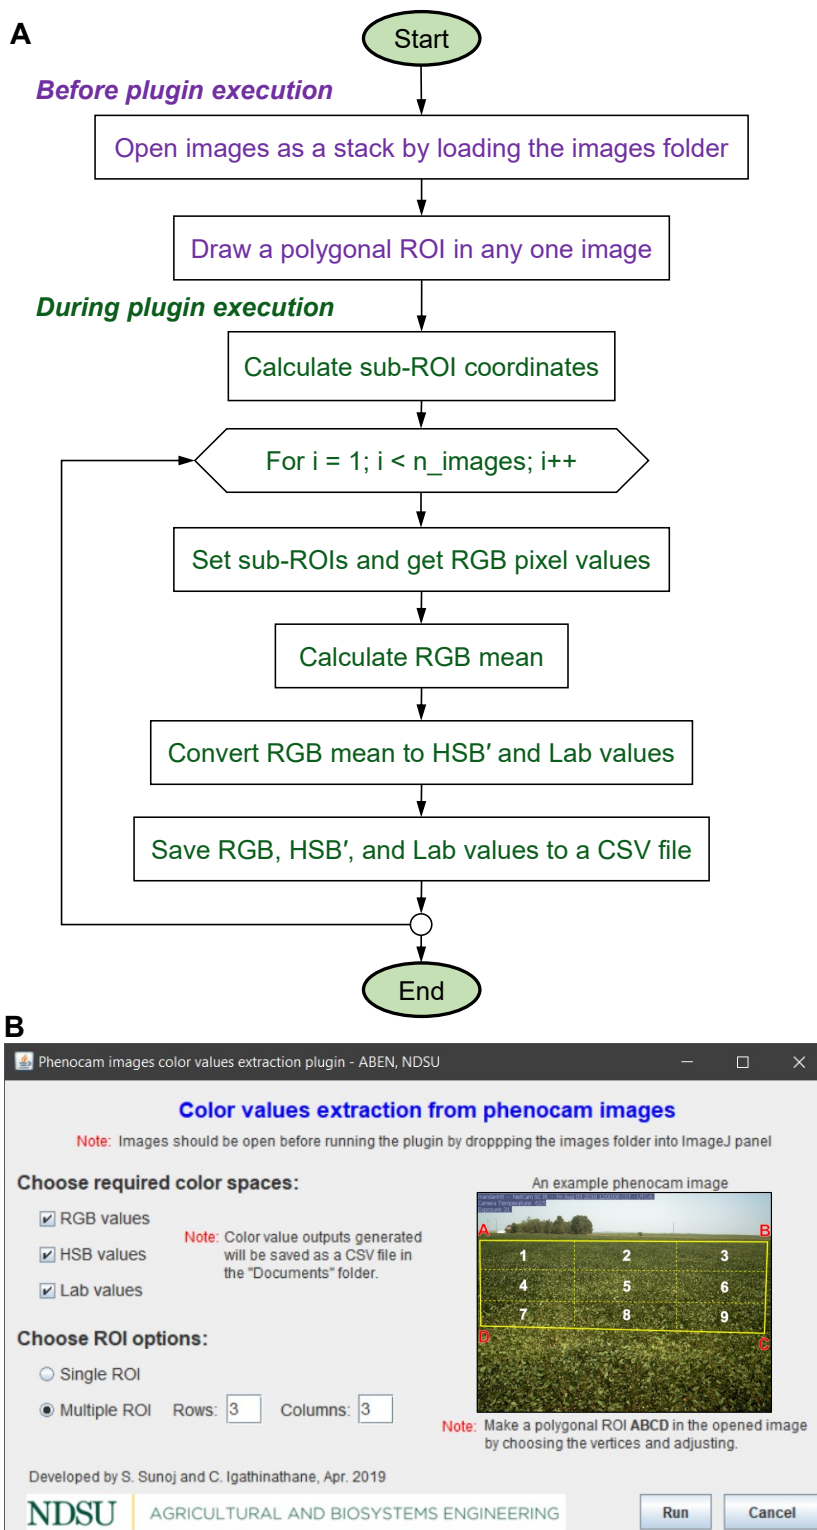 A
Start
Before plugin execution
Open images as a stack by loading the images folder
Draw a polygonal ROI in any one image
During plugin execution
Calculate sub-ROI coordinates
For i = 1; i < n_images; i++
Set sub-ROIs and get RGB pixel values
Calculate RGB mean
Convert RGB mean to HSB′ and Lab values
Save RGB, HSB′, and Lab values to a CSV file
End
B
Phenocam images color values extraction plugin - ABEN, NDSU
Color values extraction from phenocam images
Note: Images should be open before running the plugin by droppping the images folder into ImageJ panel
Choose required color spaces:
RGB values
HSB values
Lab values
Note: Color value outputs generated
will be saved as a CSV file in
the "Documents" folder.
Choose ROI options:
Single ROI
Multiple ROI Rows: 3 Columns: 3
An example phenocam image
Camera Temperature:
Exposure:
A B
1 2 3
4 5 6
7 8 9
D C
Note: Make a polygonal ROI ABCD in the opened image
by choosing the vertices and adjusting.
Developed by S. Sunoj and C. Igathinathane, Apr. 2019
NDSU AGRICULTURAL AND BIOSYSTEMS ENGINEERING
Run Cancel